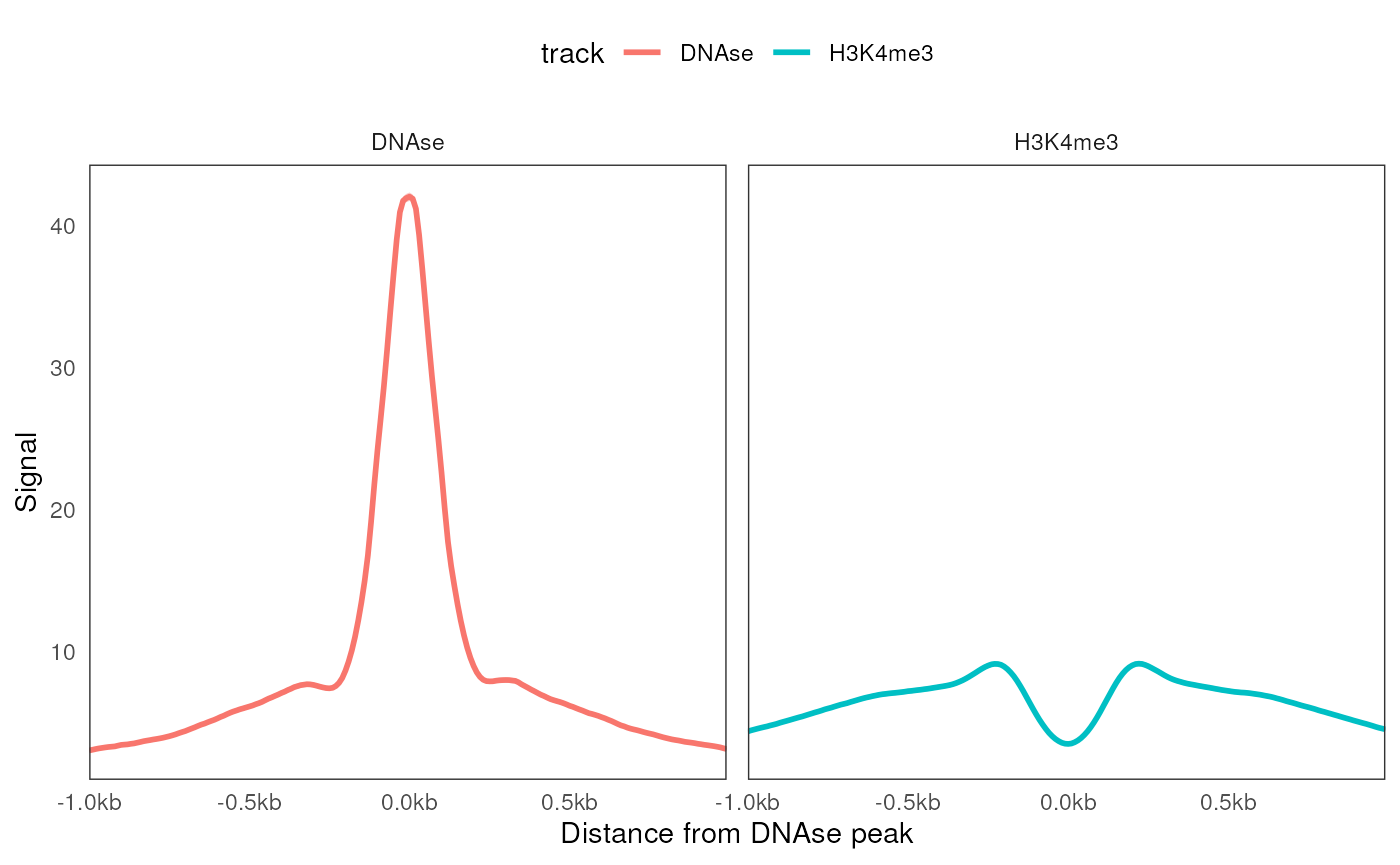 track DNAse H3K4me3
DNAse H3K4me3
Signal
40
30
20
10
-1.0kb -0.5kb 0.0kb 0.5kb -1.0kb -0.5kb 0.0kb 0.5kb
Distance from DNAse peak